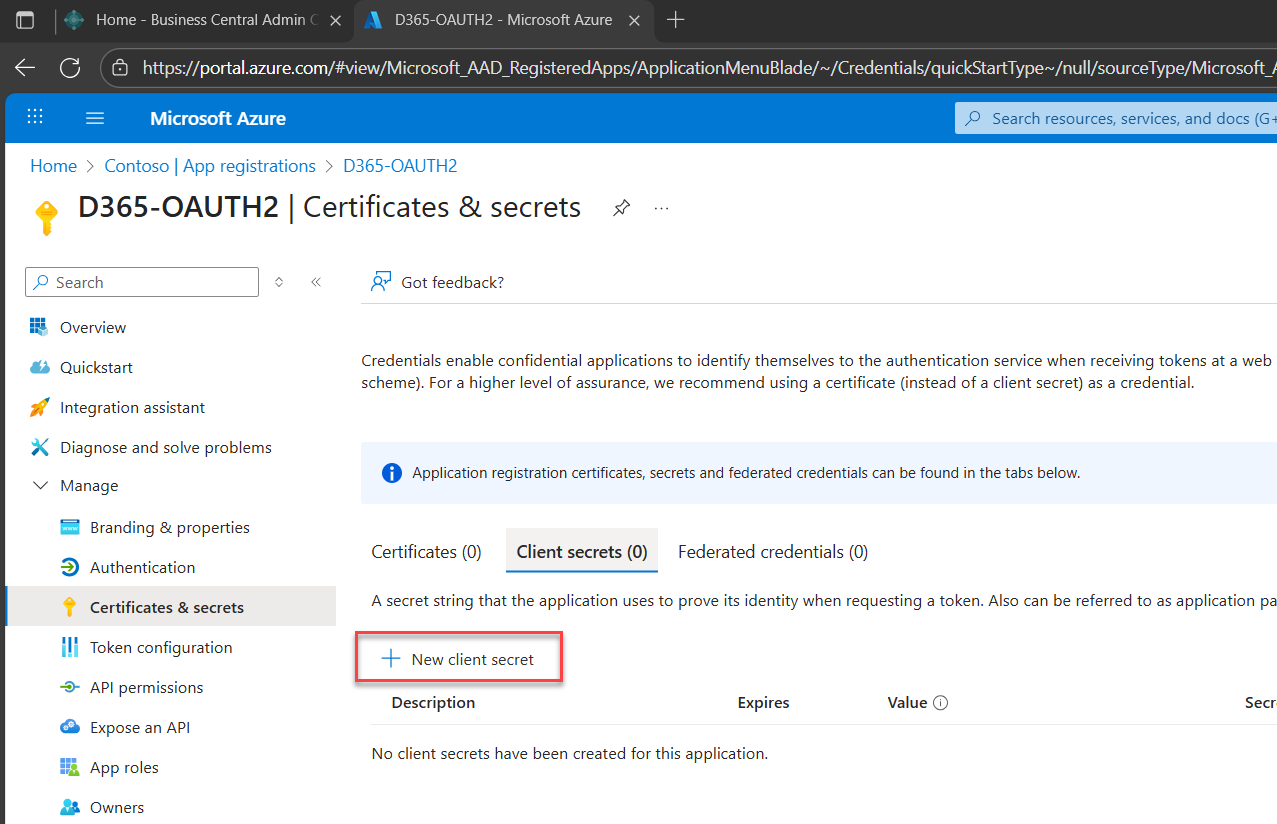 Home - Business Central Admin C
D365-OAUTH2 - Microsoft Azure
https://portal.azure.com/#view/Microsoft_AAD_RegisteredApps/ApplicationMenuBlade/~/Credentials/quickStartType~/null/sourceType/Microsoft_A
Microsoft Azure
Search resources, services, and docs (G+
Home > Contoso | App registrations > D365-OAUTH2
D365-OAUTH2 | Certificates & secrets
Search
Got feedback?
Overview
Quickstart
Integration assistant
Diagnose and solve problems
Manage
Branding & properties
Authentication
Certificates & secrets
Token configuration
API permissions
Expose an API
App roles
Owners
Credentials enable confidential applications to identify themselves to the authentication service when receiving tokens at a web
scheme). For a higher level of assurance, we recommend using a certificate (instead of a client secret) as a credential.
Application registration certificates, secrets and federated credentials can be found in the tabs below.
Certificates (0) Client secrets (0) Federated credentials (0)
A secret string that the application uses to prove its identity when requesting a token. Also can be referred to as application pa
New client secret
Description Expires Value Secr
No client secrets have been created for this application.